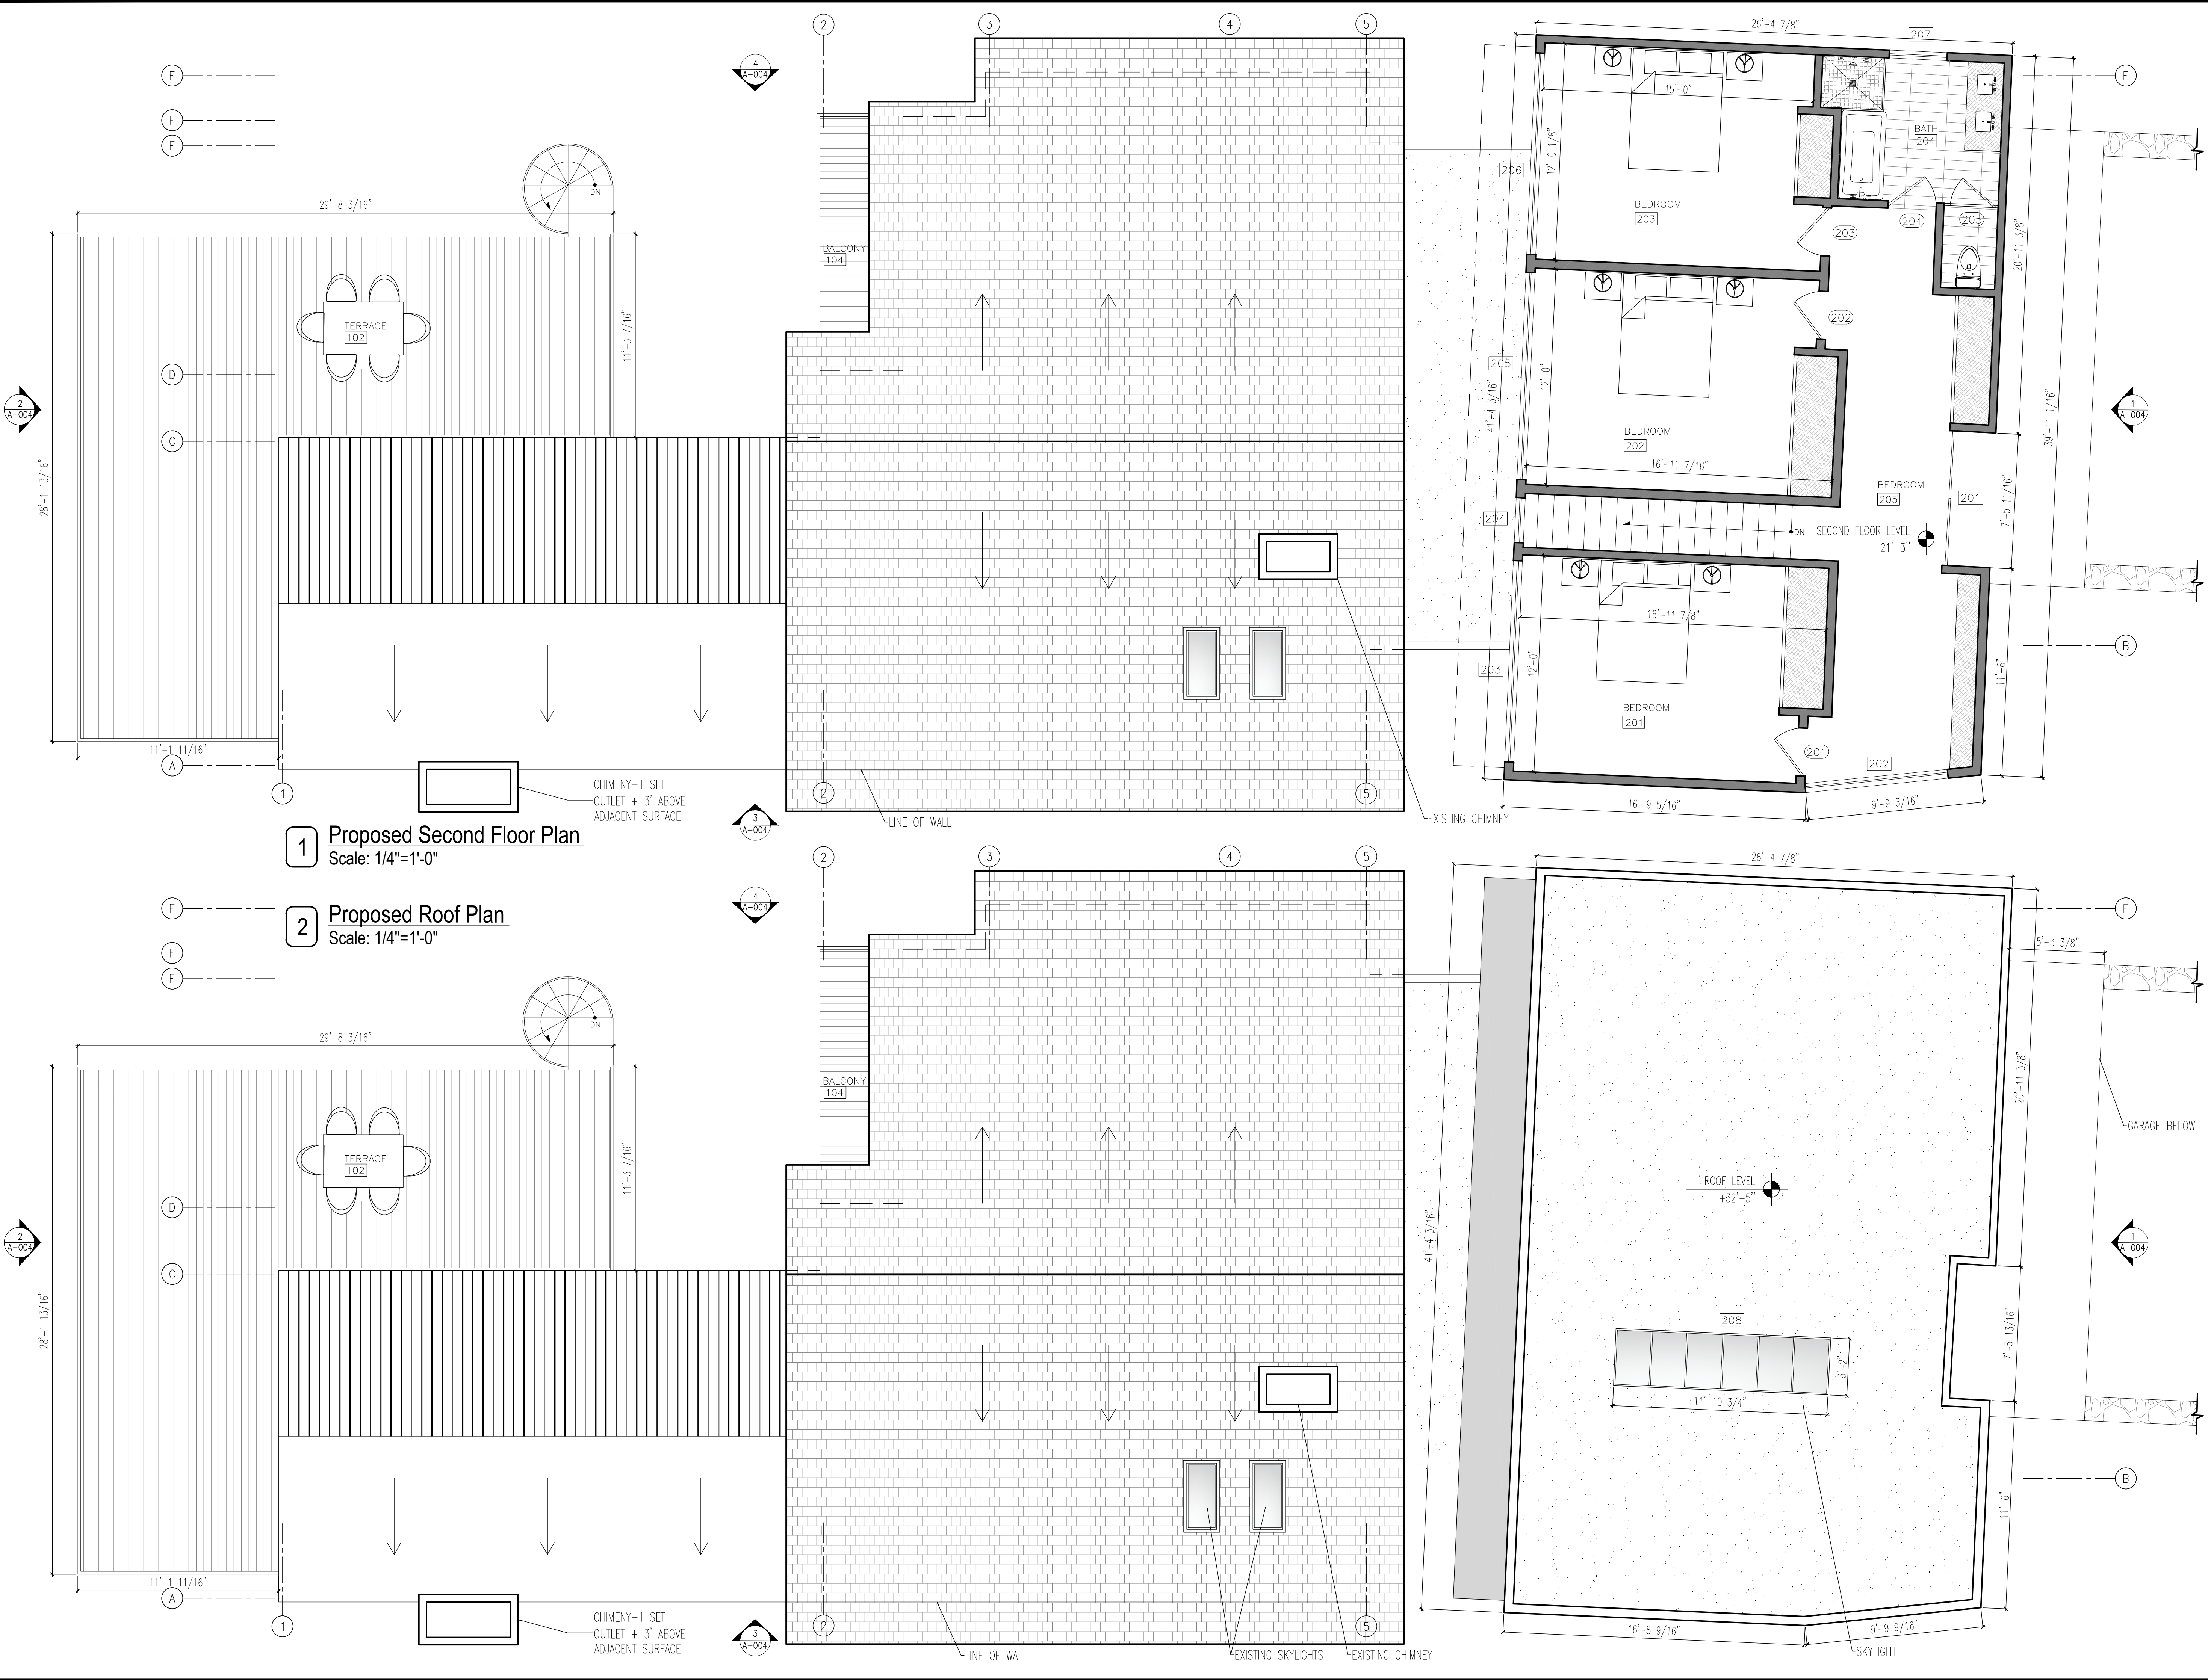 2
3
4
5
26'-4 7/8"
207
F
4
A-004
F
15'-0"
F
BATH
204
F
12'-0 1/8"
206
DN
29'-8 3/16"
BEDROOM
203
204
205
203
20'-11 3/8"
BALCONY
104
202
TERRACE
102
11'-3 7/16"
205
12'-0"
D
41'-4 3/16"
39'-11 1/16"
2
A-004
1
A-004
C
BEDROOM
202
16'-11 7/16"
28'-1 13/16"
BEDROOM
205
201
7'-5 11/16"
204
DN
SECOND FLOOR LEVEL
+21'-3"
16'-11 7/8"
B
203
12'-0"
11'-6"
BEDROOM
201
201
202
11'-1 11/16"
A
1
CHIMENY-1 SET
OUTLET + 3' ABOVE
ADJACENT SURFACE
2
5
16'-9 5/16"
9'-9 3/16"
3
A-004
LINE OF WALL
EXISTING CHIMNEY
1
Proposed Second Floor Plan
Scale: 1/4"=1'-0"
2
3
4
5
26'-4 7/8"
F
2
Proposed Roof Plan
Scale: 1/4"=1'-0"
4
A-004
F
5'-3 3/8"
F
F
DN
29'-8 3/16"
BALCONY
104
20'-11 3/8"
GARAGE BELOW
TERRACE
102
11'-3 7/16"
ROOF LEVEL
+32'-5"
D
41'-4 3/16"
2
A-004
1
A-004
C
28'-1 13/16"
208
7'-5 13/16"
3'-2"
11'-10 3/4"
B
11'-6"
11'-1 11/16"
A
1
CHIMENY-1 SET
OUTLET + 3' ABOVE
ADJACENT SURFACE
2
5
16'-8 9/16"
9'-9 9/16"
3
A-004
LINE OF WALL
EXISTING SKYLIGHTS
EXISTING CHIMNEY
SKYLIGHT